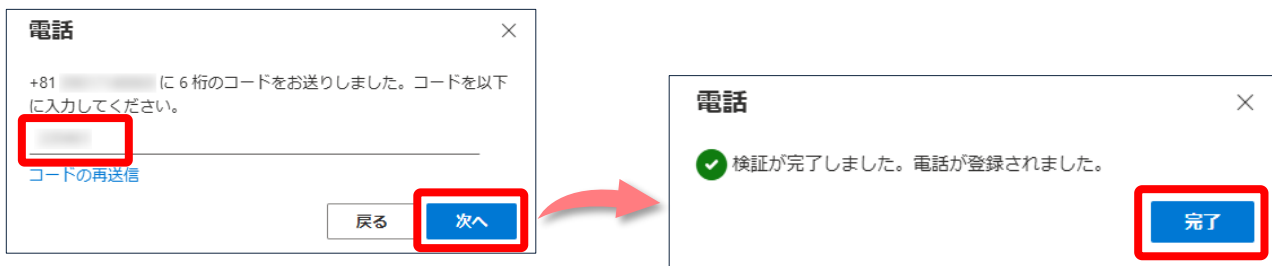 電話
+81 に 6 桁のコードをお送りしました。コードを以下
に入力してください。
コードの再送信
戻る
次へ
電話
検証が完了しました。電話が登録されました。
完了